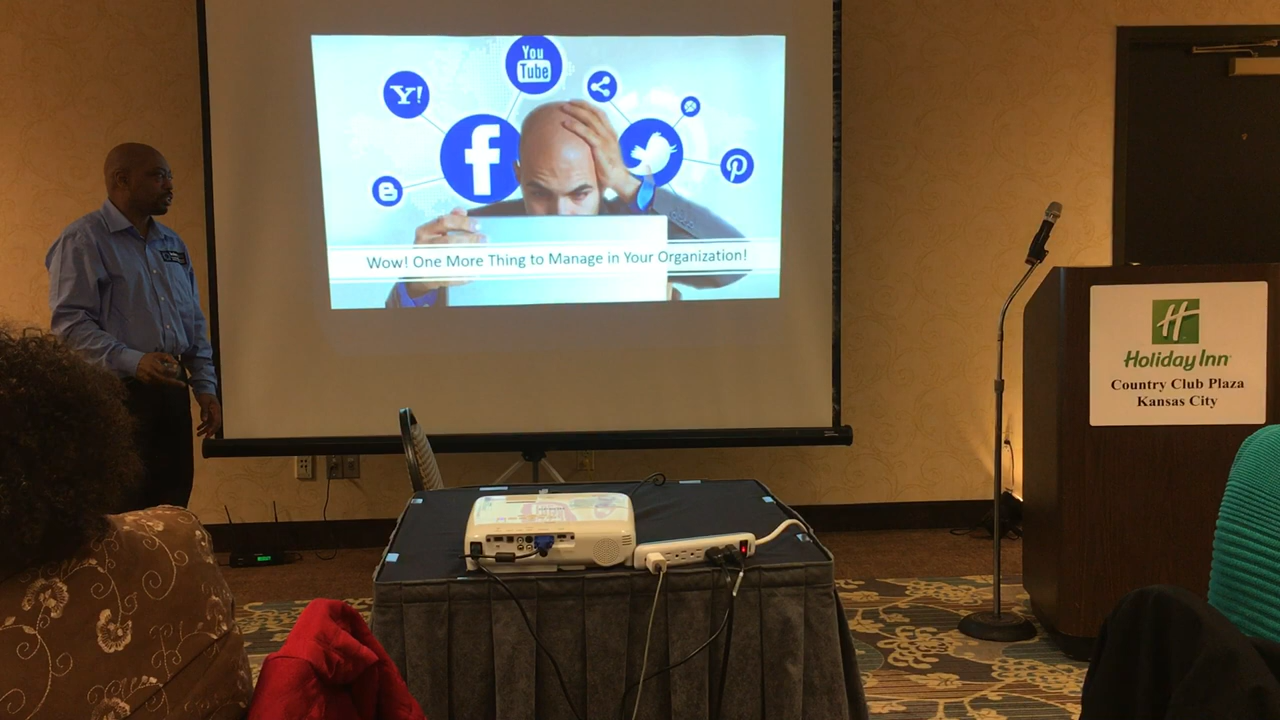 You
Tube
Y!
f
B
Wow! One More Thing to Manage in Your Organization!
H
Holiday Inn
Country Club Plaza
Kansas City